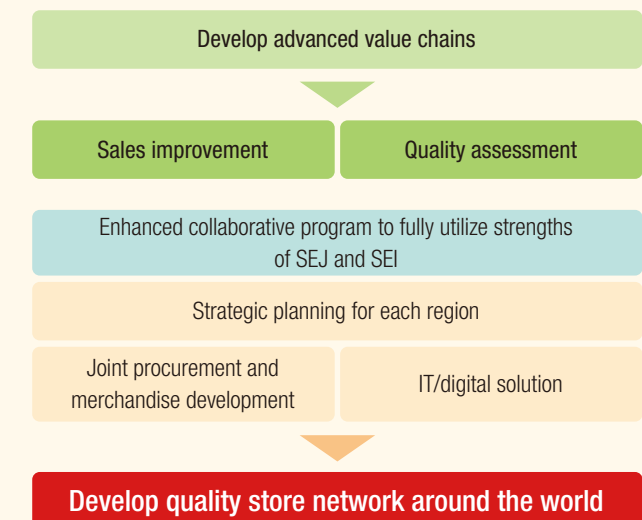 Develop advanced value chains
Sales improvement
Quality assessment
Enhanced collaborative program to fully utilize strengths
of SEJ and SEI
Strategic planning for each region
Joint procurement and
merchandise development
IT/digital solution
Develop quality store network around the world